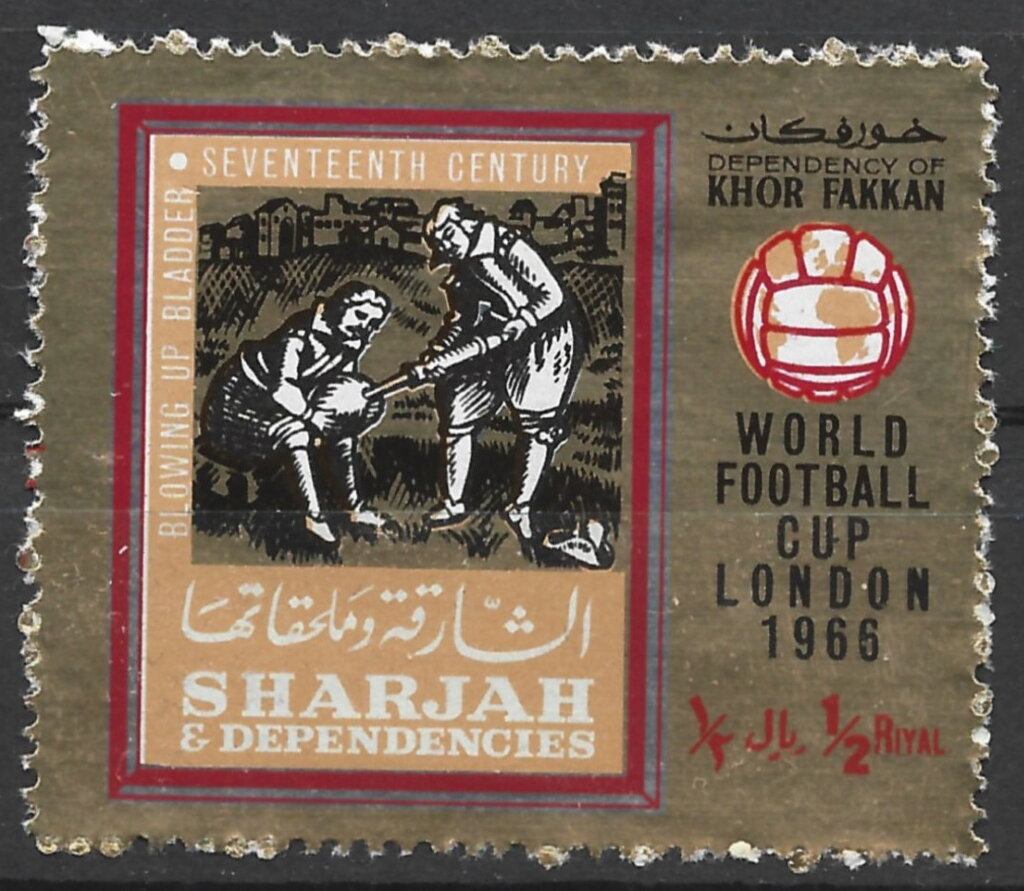 BLOWING UP BLADDER • SEVENTEENTH CENTURY
الشارقة وملحقاتها
SHARJAH
& DEPENDENCIES
خورفكان
DEPENDENCY OF
KHOR FAKKAN
WORLD
FOOTBALL
CUP
LONDON
1966
١/٢ ريال 1/2 RIYAL